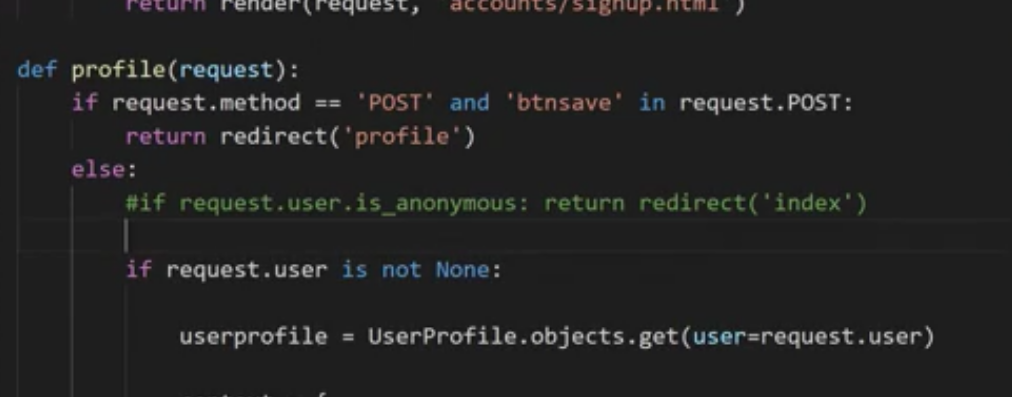 return render(request, 'accounts/signup.html')
def profile(request):
if request.method == 'POST' and 'btnsave' in request.POST:
return redirect('profile')
else:
#if request.user.is_anonymous: return redirect('index')
if request.user is not None:
userprofile = UserProfile.objects.get(user=request.user)